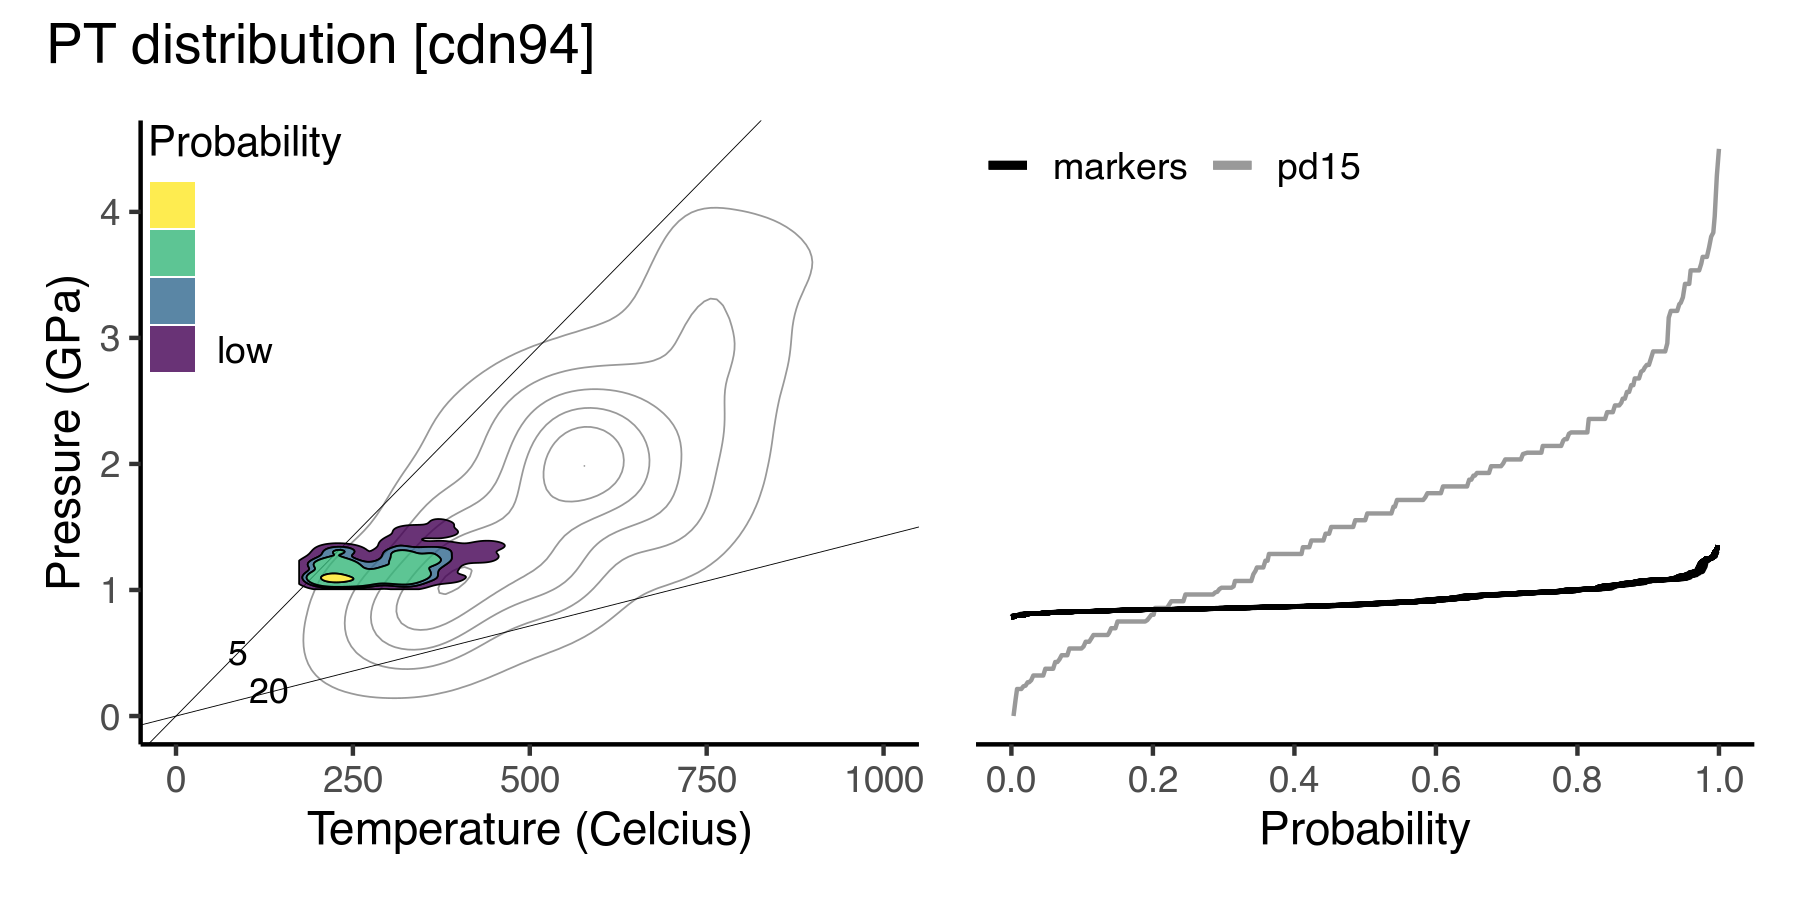 PT distribution [cdn94]
Probability
low
Pressure (GPa)
4
3
2
1
0
5
20
0 250 500 750 1000
Temperature (Celcius)
markers pd15
0.0 0.2 0.4 0.6 0.8 1.0
Probability